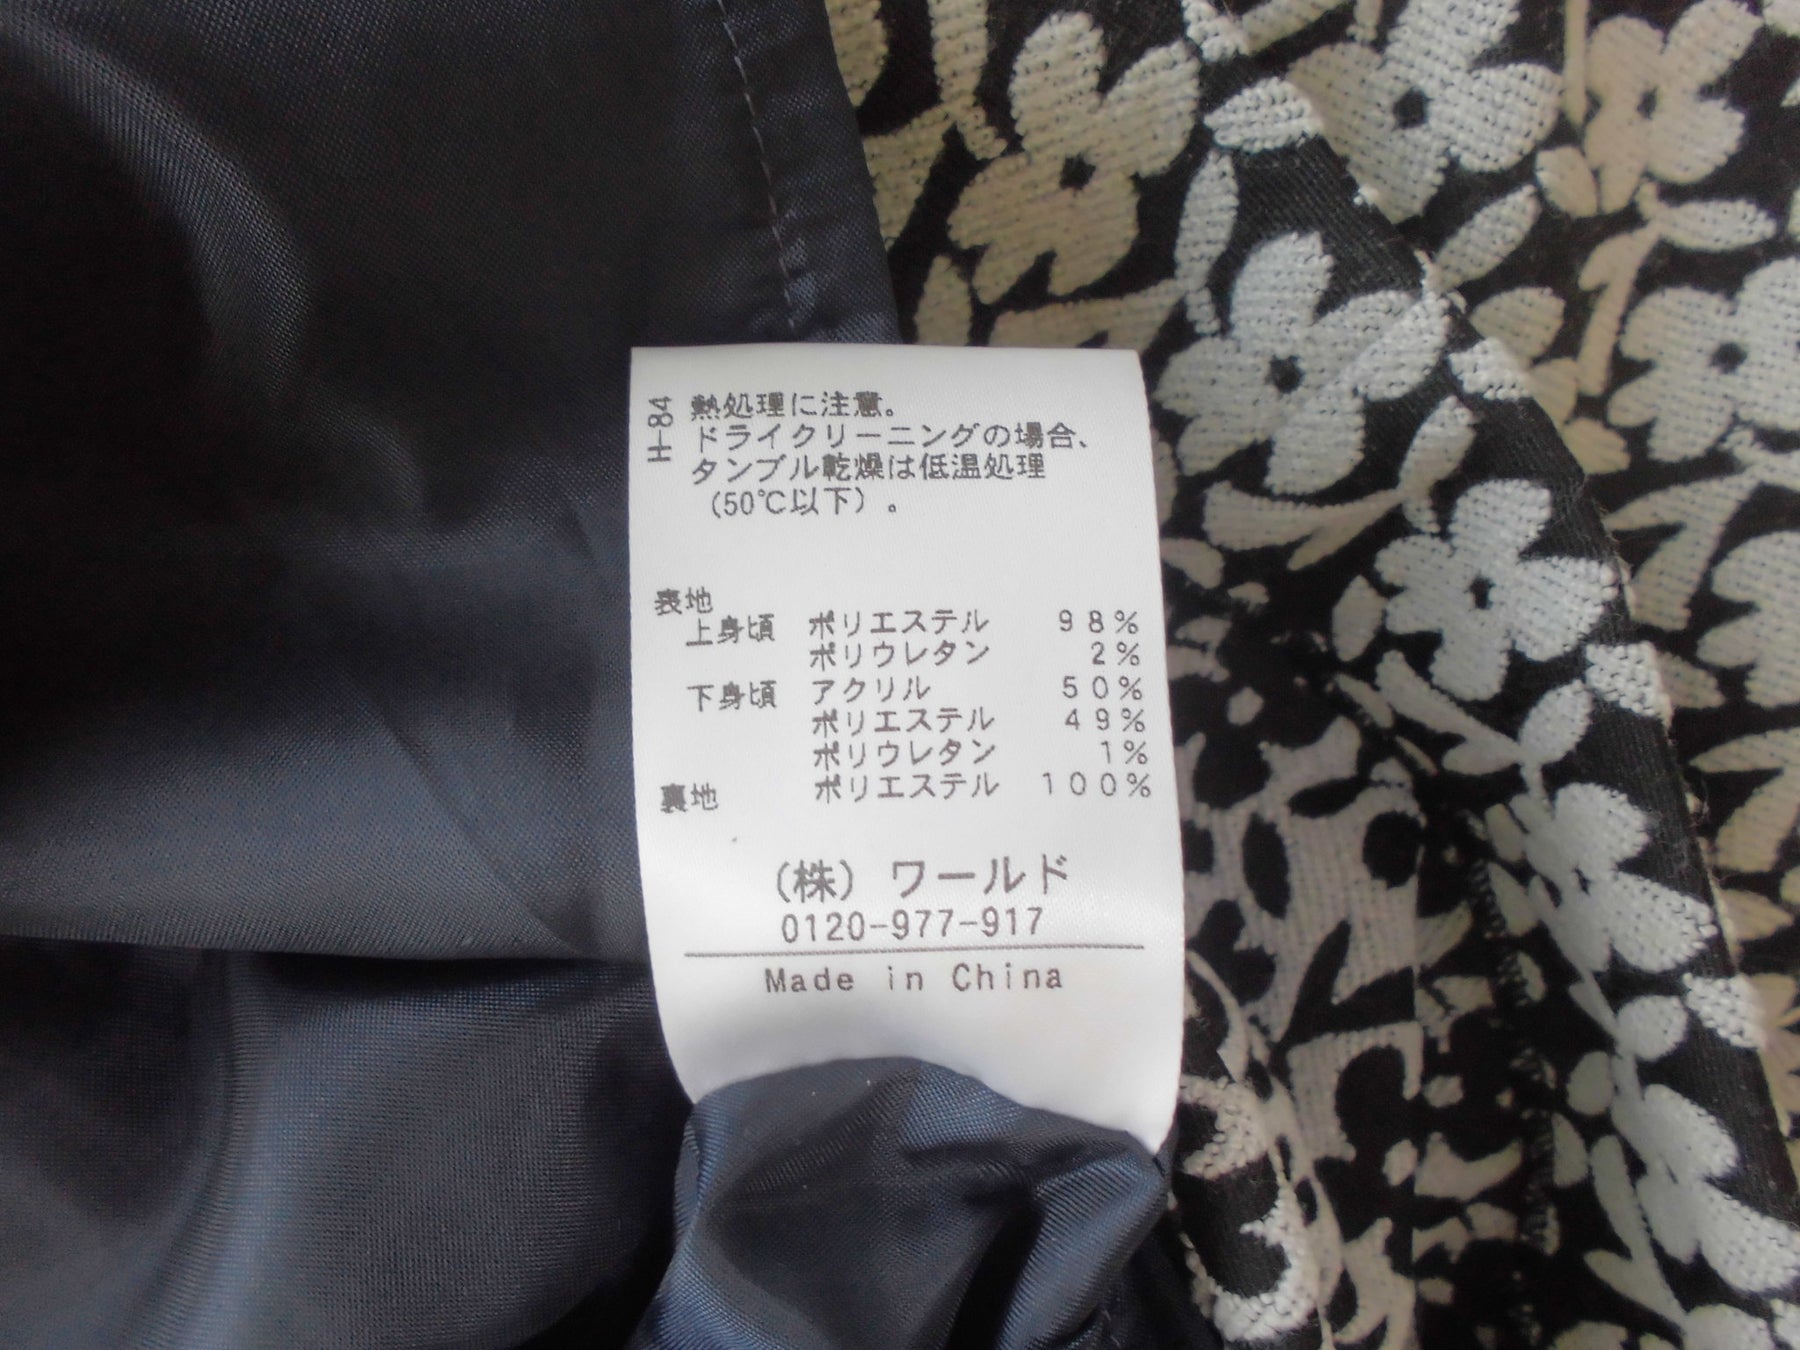 H-84
熱処理に注意。
ドライクリーニングの場合、
タンブル乾燥は低温処理
(50℃以下)。
表地
上身頃 ポリエステル 98%
ポリウレタン 2%
下身頃 アクリル 50%
ポリエステル 49%
ポリウレタン 1%
裏地 ポリエステル 100%
(株) ワールド
0120-977-917
Made in China